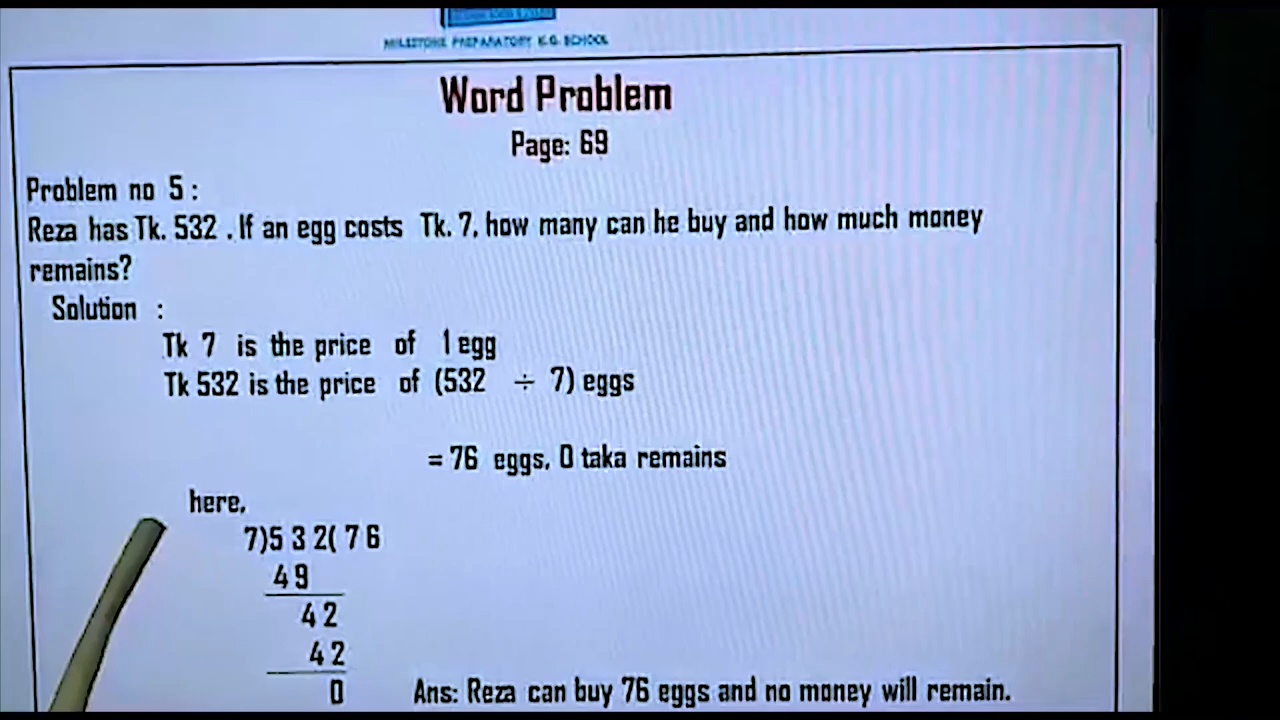 MILESTONE PREPARATORY K.G. SCHOOL
Word Problem
Page: 69
Problem no 5 :
Reza has Tk. 532 . If an egg costs Tk. 7, how many can he buy and how much money
remains?
Solution :
Tk 7 is the price of 1 egg
Tk 532 is the price of (532 ÷ 7) eggs
= 76 eggs, 0 taka remains
here,
7)5 3 2( 7 6
4 9
4 2
4 2
0
Ans: Reza can buy 76 eggs and no money will remain.